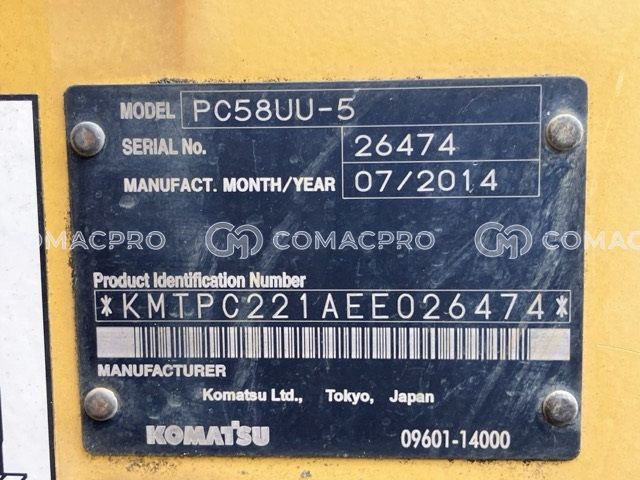 MODEL PC58UU-5
SERIAL No. 26474
MANUFACT. MONTH/YEAR 07/2014
COMACPRO COMACPRO COMACPRO
Product Identification Number
*KMTPC221AEE026474*
MANUFACTURER
Komatsu Ltd., Tokyo, Japan
KOMATSU 09601-14000